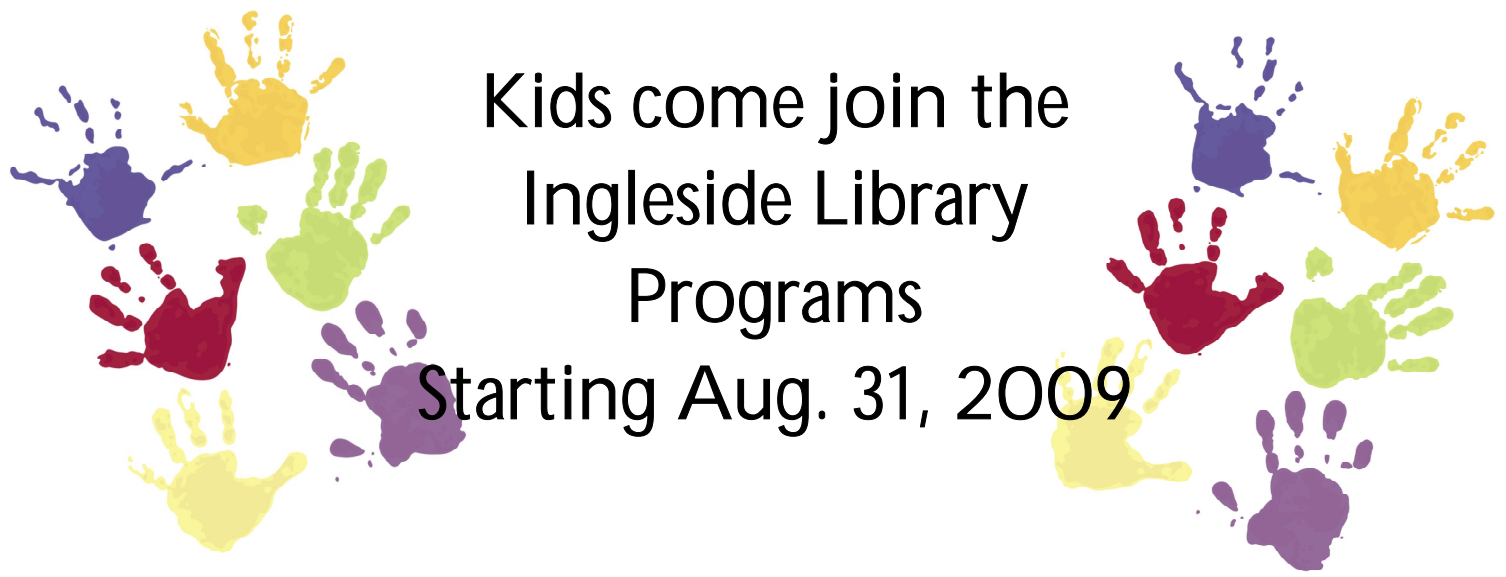 Kids come join the
Ingleside Library
Programs
Starting Aug. 31, 2009